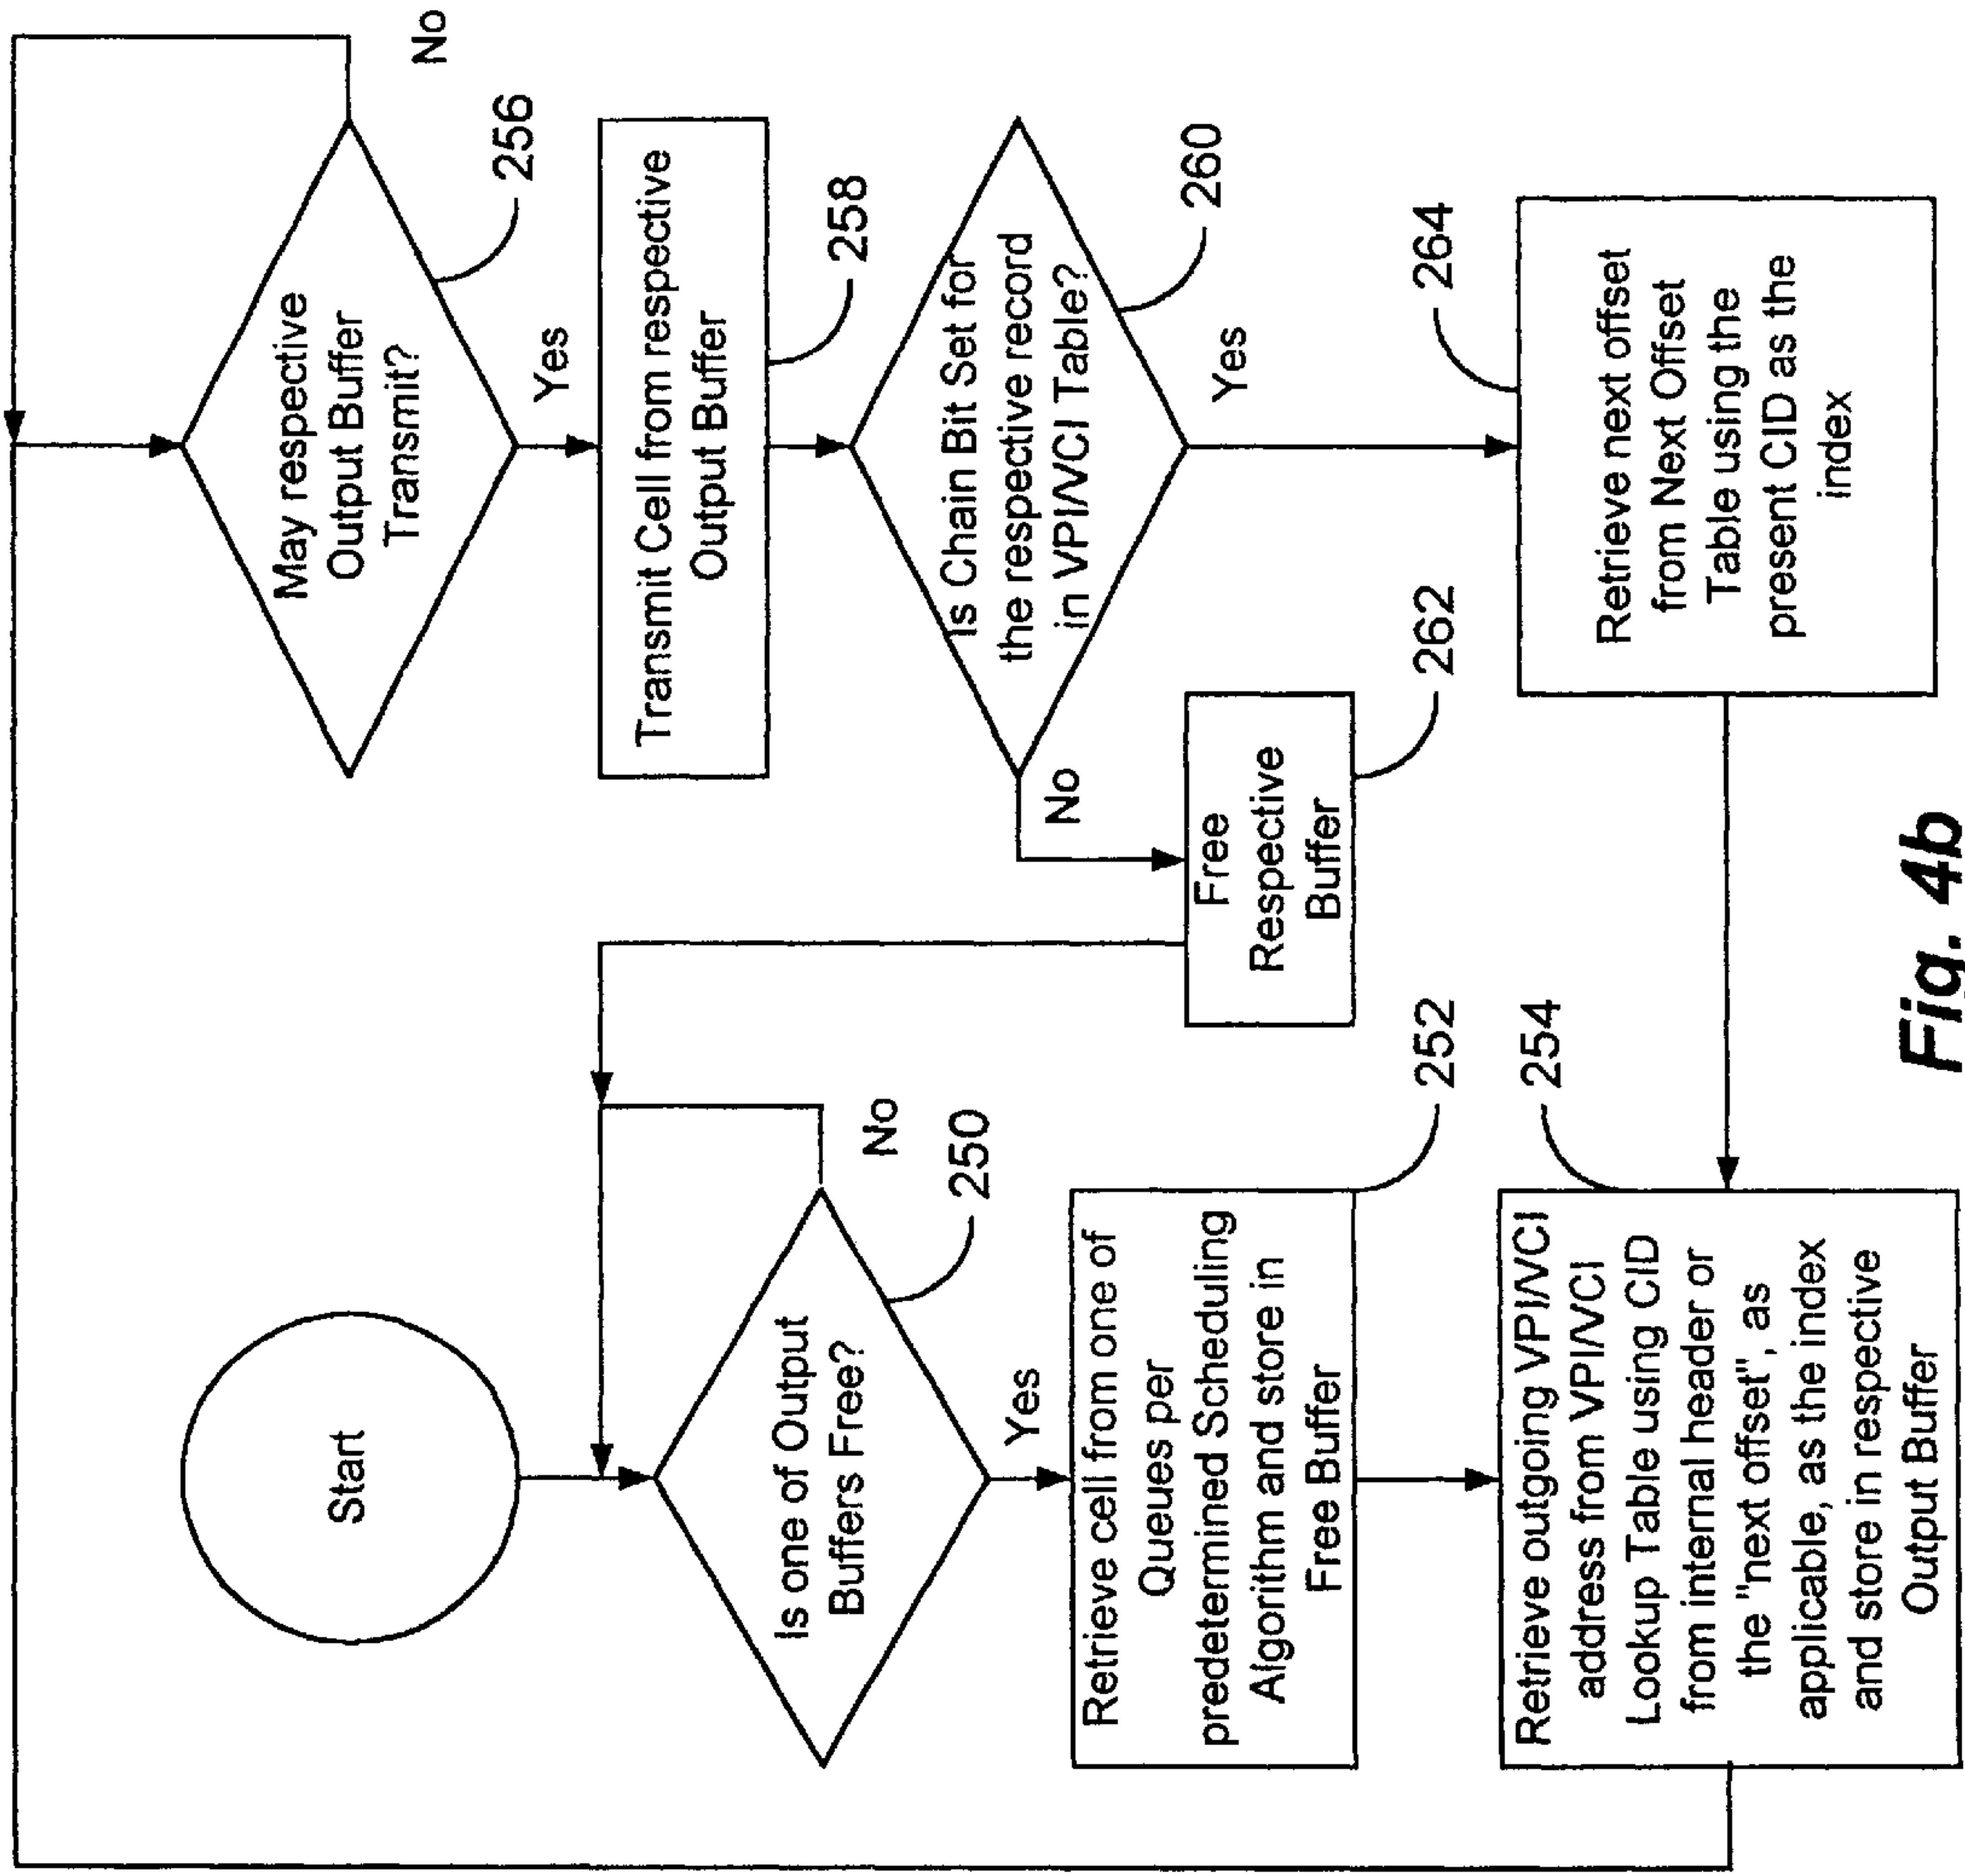 Start
Is one of Output
Buffers Free?
No
250
Yes
Retrieve cell from one of
Queues per
predetermined Scheduling
Algorithm and store in
Free Buffer
252
254
Retrieve outgoing VPI/VCI
address from VPI/VCI
Lookup Table using CID
from internal header or
the "next offset", as
applicable, as the index
and store in respective
Output Buffer
May respective
Output Buffer
Transmit?
No
256
Yes
Transmit Cell from respective
Output Buffer
258
Is Chain Bit Set for
the respective record
in VPI/VCI Table?
260
No
Yes
Free
Respective
Buffer
262
264
Retrieve next offset
from Next Offset
Table using the
present CID as the
index
Fig. 4b